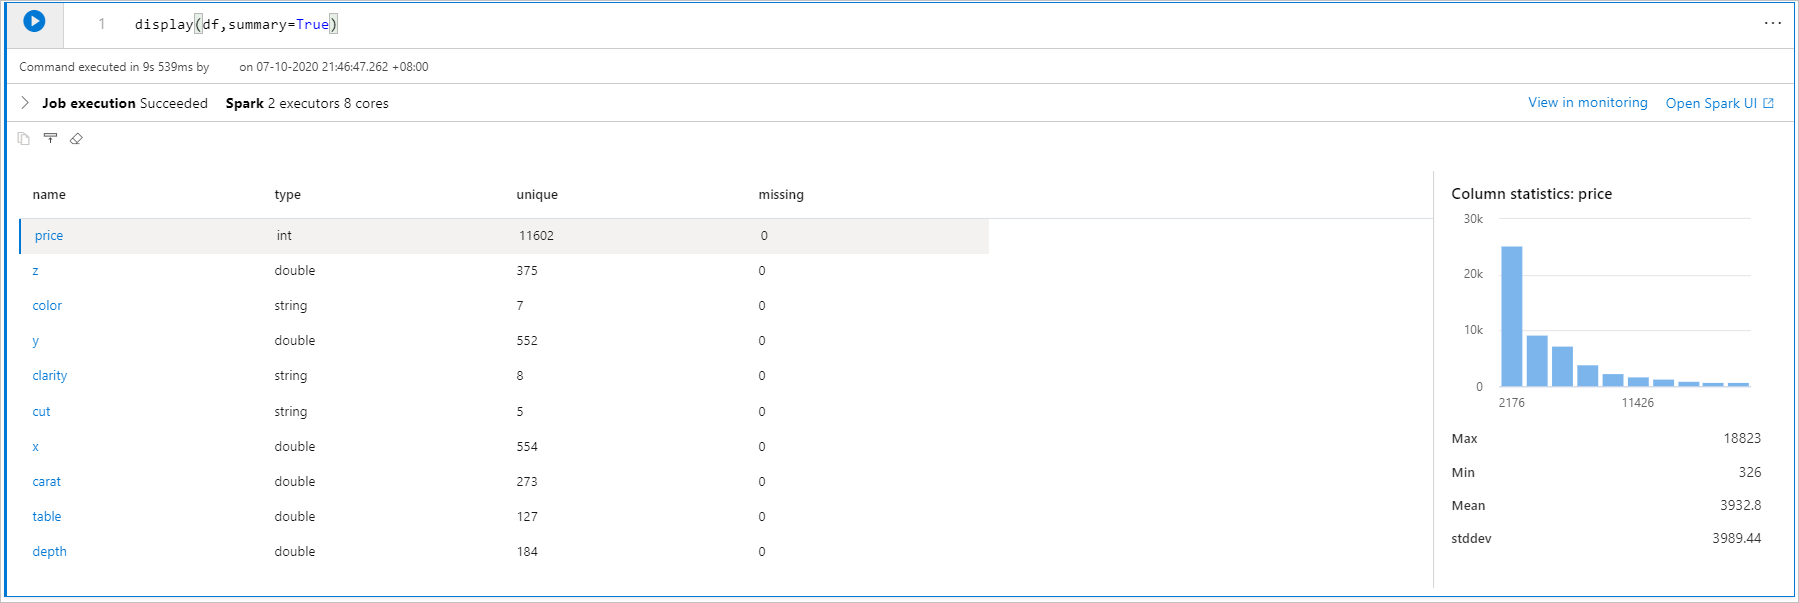 1 display(df,summary=True)
...
Command executed in 9s 539ms by on 07-10-2020 21:46:47.262 +08:00
Job execution Succeeded Spark 2 executors 8 cores View in monitoring Open Spark UI
name type unique missing
price int 11602 0
z double 375 0
color string 7 0
y double 552 0
clarity string 8 0
cut string 5 0
x double 554 0
carat double 273 0
table double 127 0
depth double 184 0
Column statistics: price
30k
20k
10k
0
2176 11426
Max 18823
Min 326
Mean 3932.8
stddev 3989.44